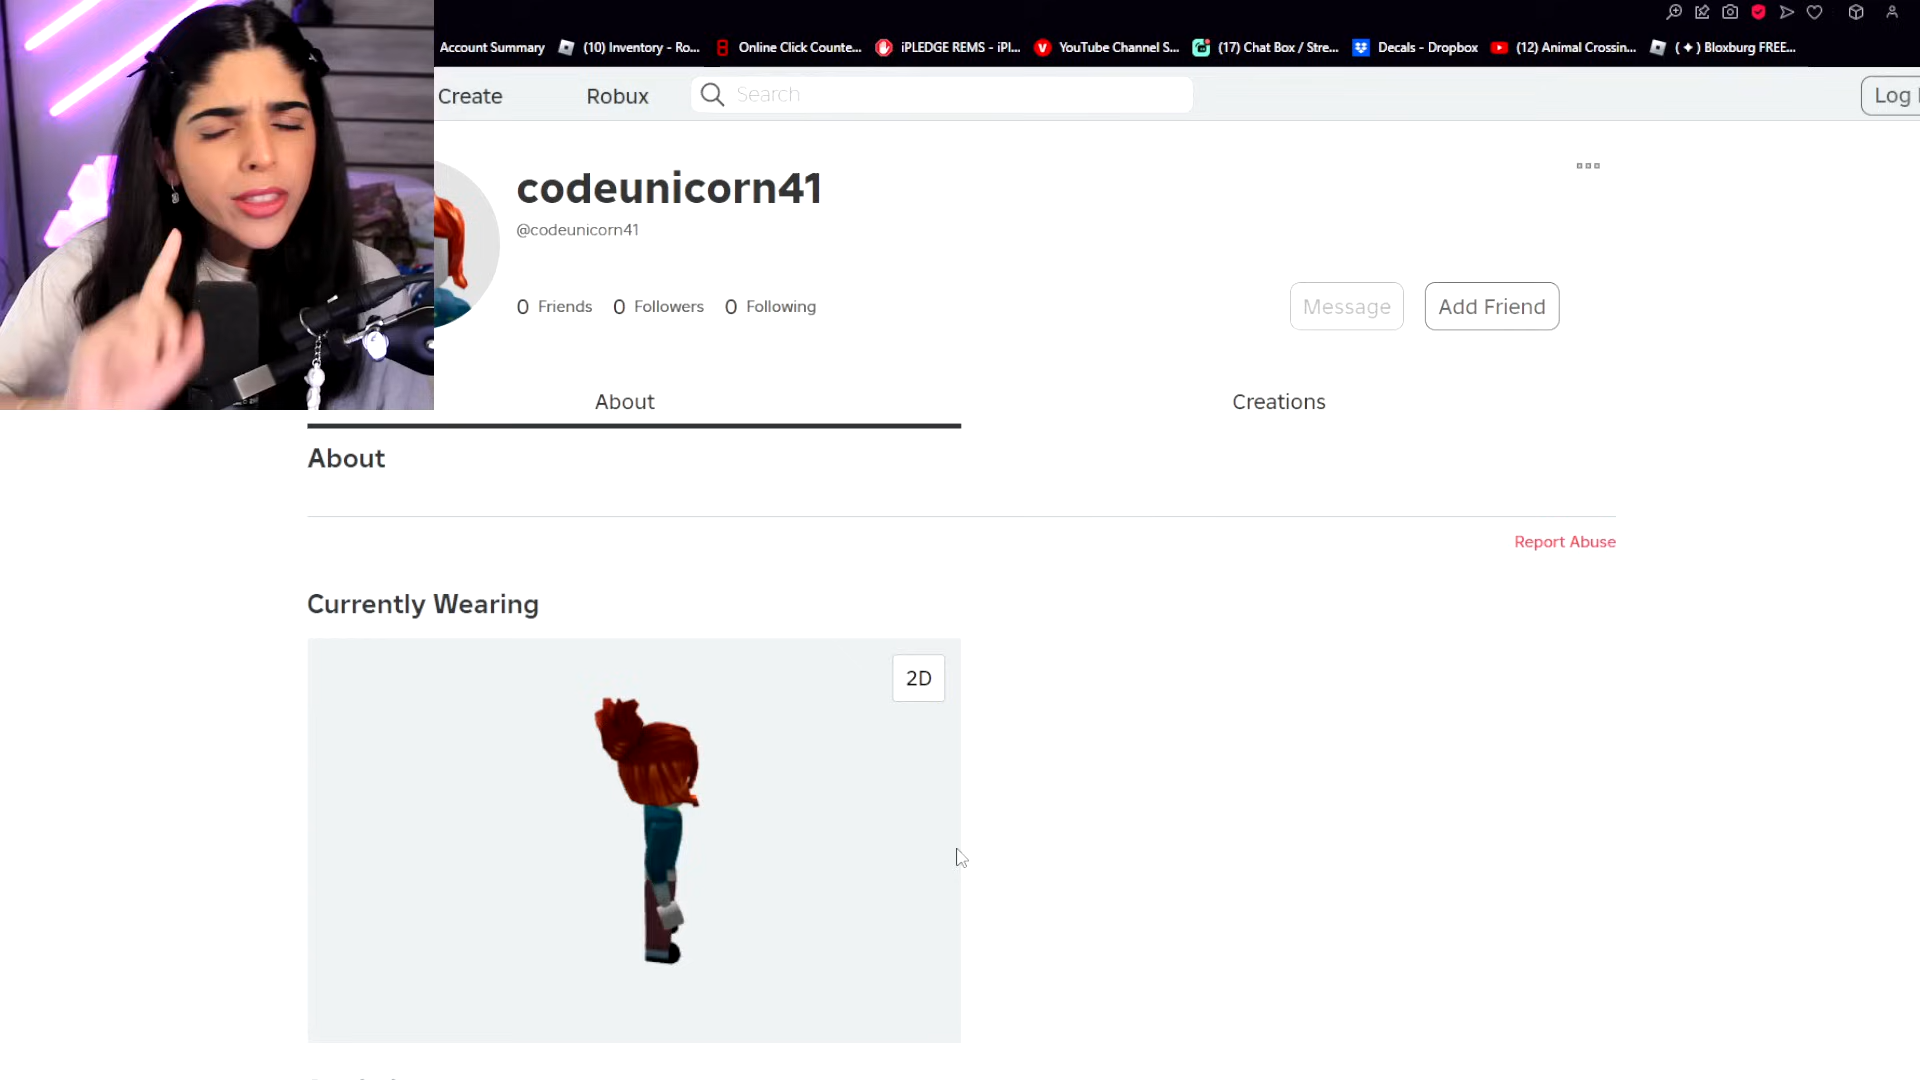 Account Summary (10) Inventory - Ro... Online Click Counte... iPLEDGE REMS - iPl... YouTube Channel S... (17) Chat Box / Stre... Decals - Dropbox (12) Animal Crossin... ( ✦ ) Bloxburg FREE...
Create Robux Search Log
codeunicorn41
@codeunicorn41
0 Friends 0 Followers 0 Following
Message Add Friend
About Creations
About
Report Abuse
Currently Wearing
2D